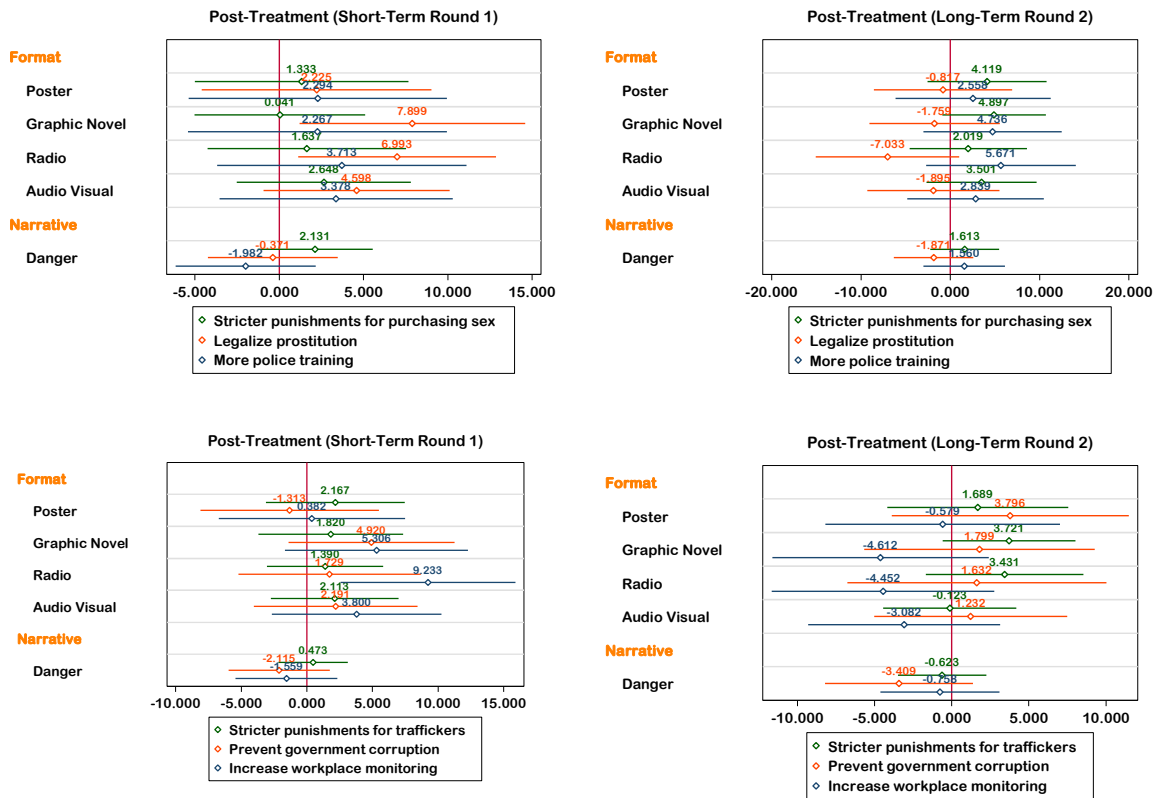 Post-Treatment (Short-Term Round 1)
Format
1.333
2.225
Poster
2.294
0.041
7.899
Graphic Novel
2.267
1.637
6.993
Radio
3.713
2.648
4.598
Audio Visual
3.378
Narrative
2.131
-0.371
Danger
-1.982
-5.000 0.000 5.000 10.000 15.000
Stricter punishments for purchasing sex
Legalize prostitution
More police training
Post-Treatment (Long-Term Round 2)
Format
4.119
-0.817
Poster
2.558
4.897
-1.759
Graphic Novel
4.736
2.019
-7.033
Radio
5.671
3.501
-1.895
Audio Visual
2.839
Narrative
1.613
-1.871
Danger
1.560
-20.000 -10.000 0.000 10.000 20.000
Stricter punishments for purchasing sex
Legalize prostitution
More police training
Post-Treatment (Short-Term Round 1)
Format
2.167
-1.313
Poster
0.382
1.820
4.920
Graphic Novel
5.306
1.390
1.729
Radio
9.233
2.113
2.191
Audio Visual
3.800
Narrative
0.473
-2.115
Danger
-1.559
-10.000 -5.000 0.000 5.000 10.000 15.000
Stricter punishments for traffickers
Prevent government corruption
Increase workplace monitoring
Post-Treatment (Long-Term Round 2)
Format
1.689
3.796
Poster
-0.579
3.721
1.799
Graphic Novel
-4.612
3.431
1.632
Radio
-4.452
-0.123
1.232
Audio Visual
-3.082
Narrative
-0.623
-3.409
Danger
-0.758
-10.000 -5.000 0.000 5.000 10.000
Stricter punishments for traffickers
Prevent government corruption
Increase workplace monitoring